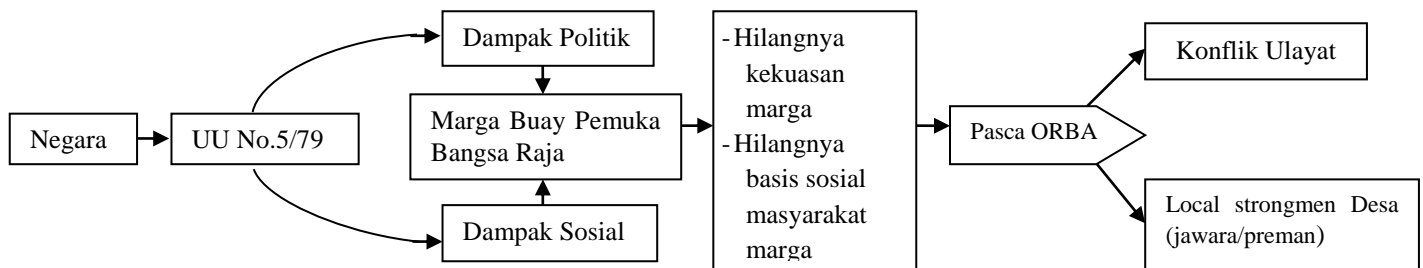 Negara
UU No.5/79
Dampak Politik
Marga Buay Pemuka
Bangsa Raja
Dampak Sosial
-Hilangnya
kekuasan
marga
-Hilangnya
basis sosial
masyarakat
marga
Pasca ORBA
Konflik Ulayat
Local strongmen Desa
(jawara/preman)